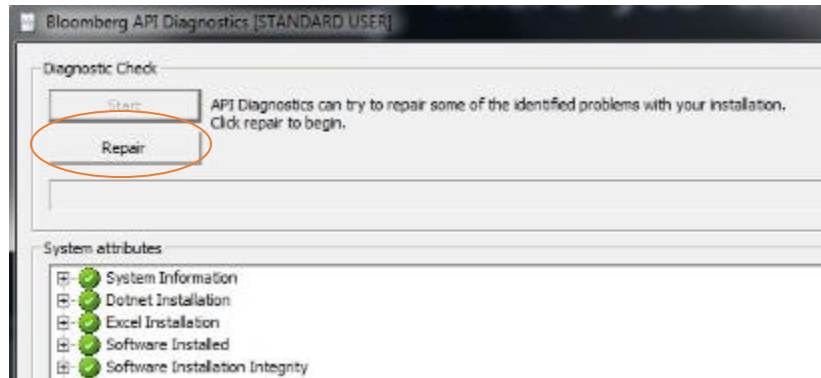 Bloomberg API Diagnostics [STANDARD USER]
Diagnostic Check
Start
API Diagnostics can try to repair some of the identified problems with your installation.
Click repair to begin.
Repair
System attributes
System Information
Dotnet Installation
Excel Installation
Software Instaled
Software Installation Integrity